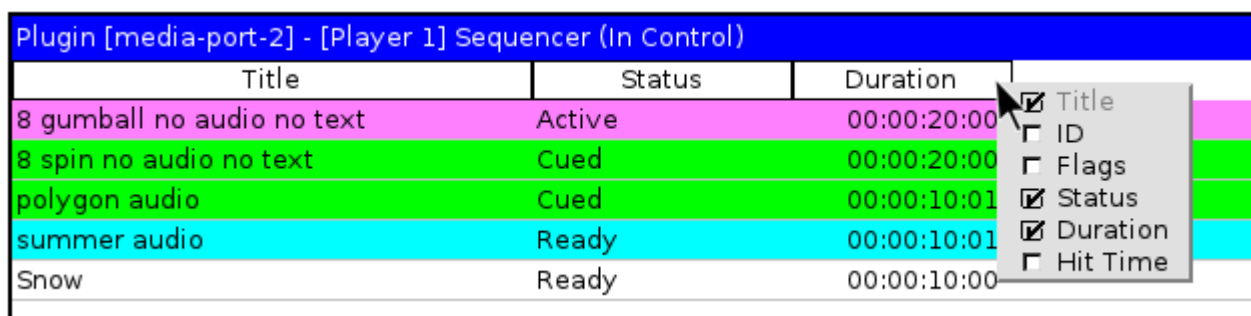 Plugin [media-port-2] - [Player 1] Sequencer (In Control)
Title Status Duration
8 gumball no audio no text Active 00:00:20:00
8 spin no audio no text Cued 00:00:20:00
polygon audio Cued 00:00:10:01
summer audio Ready 00:00:10:01
Snow Ready 00:00:10:00
Title
ID
Flags
Status
Duration
Hit Time